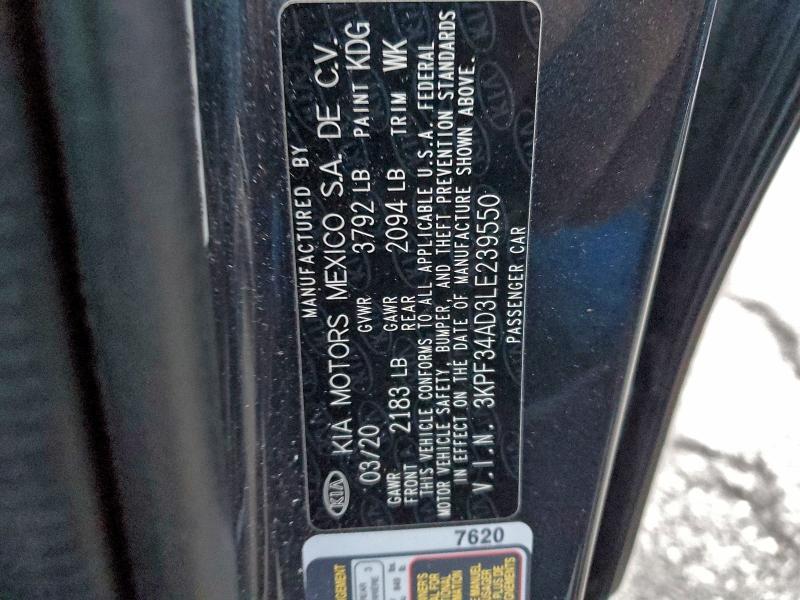 MANUFACTURED BY
KIA KIA MOTORS MEXICO S.A. DE C.V.
03/20 GVWR 3792 LB PAINT KDG
GAWR FRONT 2183 LB GAWR REAR 2094 LB TRIM WK
THIS VEHICLE CONFORMS TO ALL APPLICABLE U.S.A. FEDERAL
MOTOR VEHICLE SAFETY, BUMPER, AND THEFT PREVENTION STANDARDS
IN EFFECT ON THE DATE OF MANUFACTURE SHOWN ABOVE.
V.I.N. 3KPF34AD3LE239550
PASSENGER CAR
7620